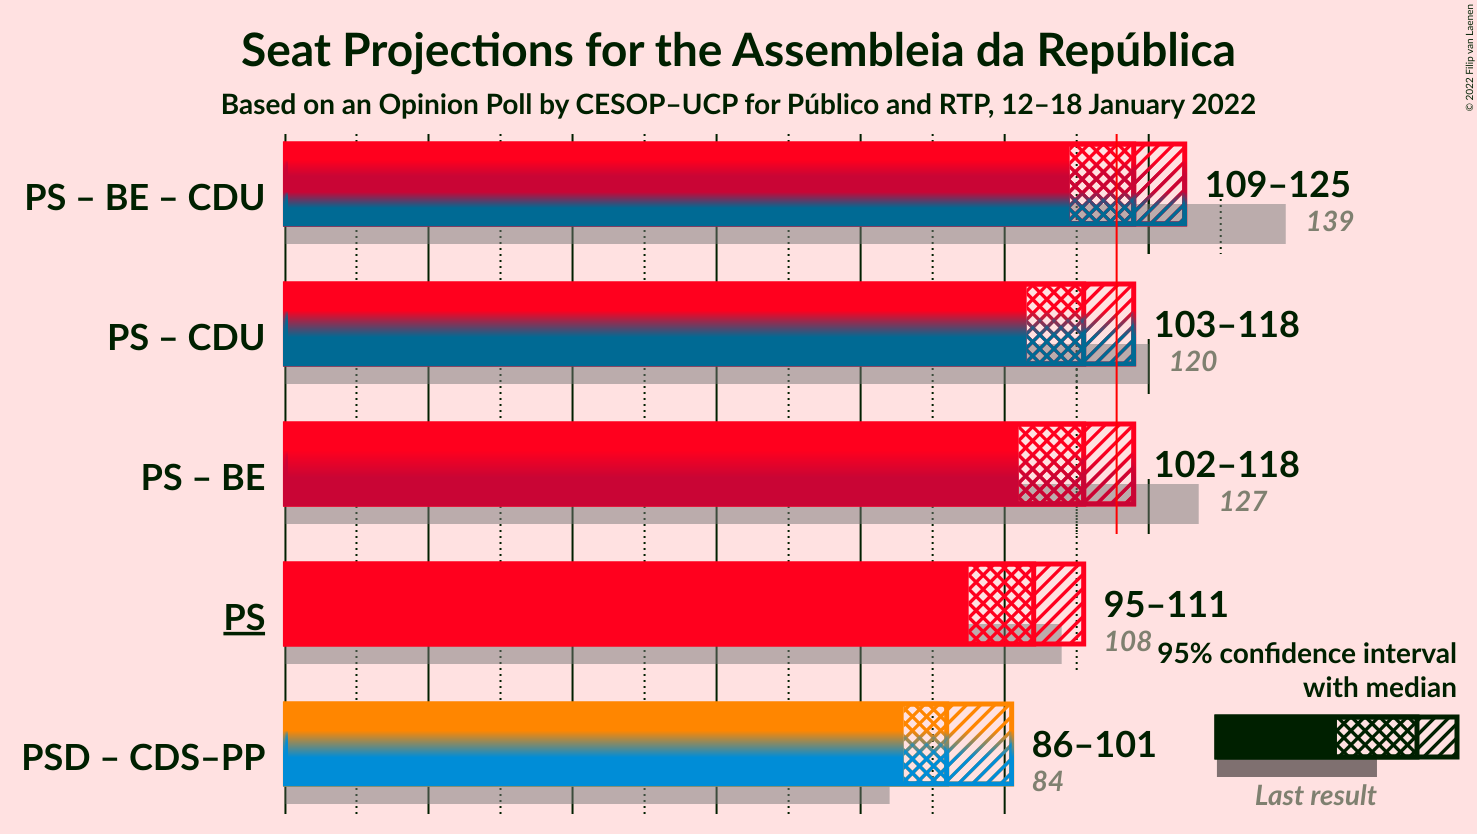 Seat Projections for the Assembleia da República
Based on an Opinion Poll by CESOP–UCP for Público and RTP, 12–18 January 2022
© 2022 Filip van Laenen
PS – BE – CDU
109–125
139
PS – CDU
103–118
120
PS – BE
102–118
127
PS
95–111
108
95% confidence interval
with median
PSD – CDS–PP
86–101
84
Last result